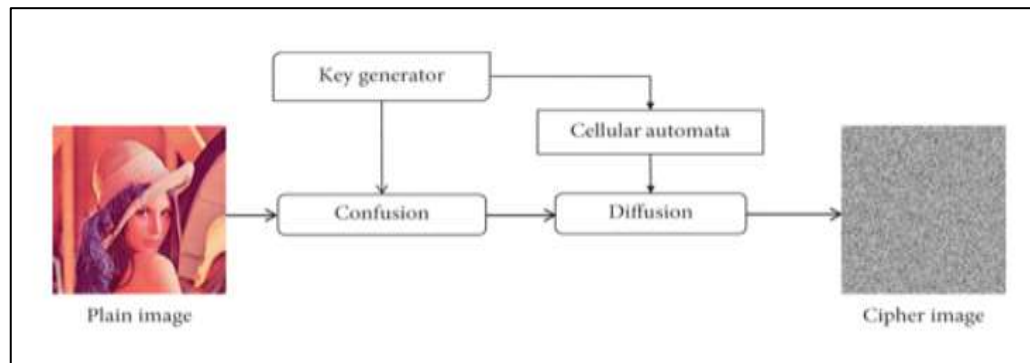 Key generator
Cellular automata
Confusion
Diffusion
Plain image
Cipher image